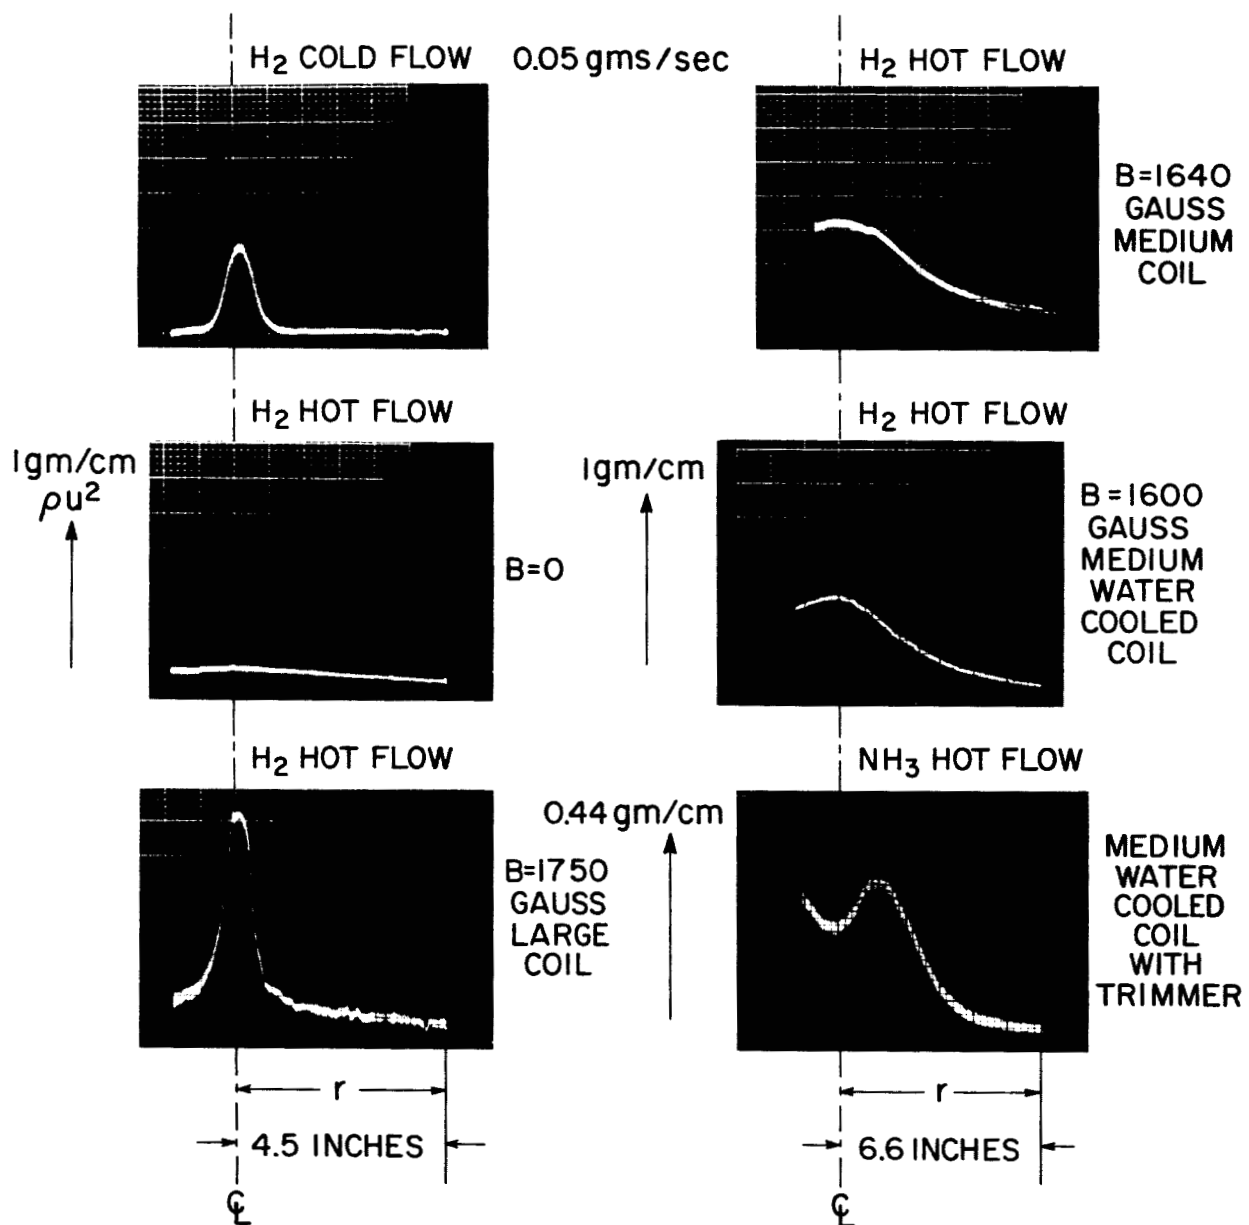 H2 COLD FLOW
0.05 gms/sec
H2 HOT FLOW
B=1640
GAUSS
MEDIUM
COIL
H2 HOT FLOW
1gm/cm
ρu²
B=0
H2 HOT FLOW
1gm/cm
B=1600
GAUSS
MEDIUM
WATER
COOLED
COIL
H2 HOT FLOW
B=1750
GAUSS
LARGE
COIL
NH3 HOT FLOW
0.44 gm/cm
MEDIUM
WATER
COOLED
COIL
WITH
TRIMMER
r
4.5 INCHES
℄
r
6.6 INCHES
℄